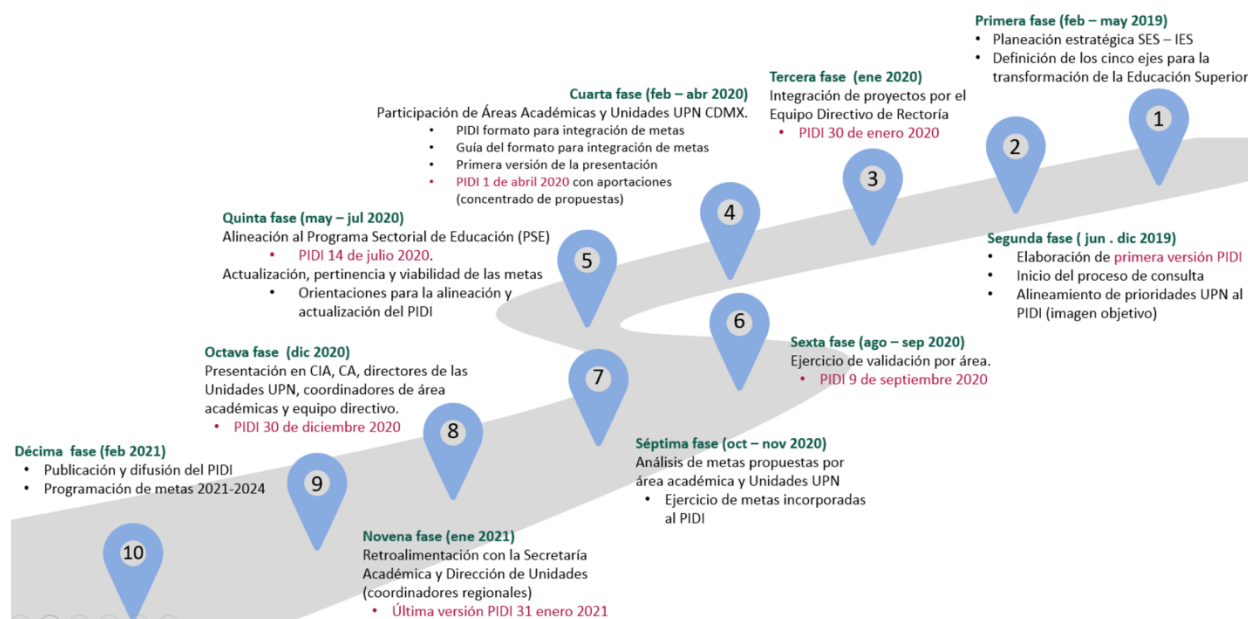 Primera fase (feb – may 2019)
• Planeación estratégica SES – IES
• Definición de los cinco ejes para la
transformación de la Educación Superior
1
Segunda fase ( jun . dic 2019)
• Elaboración de primera versión PIDI
• Inicio del proceso de consulta
• Alineamiento de prioridades UPN al
PIDI (imagen objetivo)
2
Tercera fase (ene 2020)
Integración de proyectos por el
Equipo Directivo de Rectoría
• PIDI 30 de enero 2020
3
Cuarta fase (feb – abr 2020)
Participación de Áreas Académicas y Unidades UPN CDMX.
• PIDI formato para integración de metas
• Guía del formato para integración de metas
• Primera versión de la presentación
• PIDI 1 de abril 2020 con aportaciones
(concentrado de propuestas)
4
Quinta fase (may – jul 2020)
Alineación al Programa Sectorial de Educación (PSE)
• PIDI 14 de julio 2020.
Actualización, pertinencia y viabilidad de las metas
• Orientaciones para la alineación y
actualización del PIDI
5
Sexta fase (ago – sep 2020)
Ejercicio de validación por área.
• PIDI 9 de septiembre 2020
6
Séptima fase (oct – nov 2020)
Análisis de metas propuestas por
área académica y Unidades UPN
• Ejercicio de metas incorporadas
al PIDI
7
Octava fase (dic 2020)
Presentación en CIA, CA, directores de las
Unidades UPN, coordinadores de área
académicas y equipo directivo.
• PIDI 30 de diciembre 2020
8
Novena fase (ene 2021)
Retroalimentación con la Secretaría
Académica y Dirección de Unidades
(coordinadores regionales)
• Última versión PIDI 31 enero 2021
9
Décima fase (feb 2021)
• Publicación y difusión del PIDI
• Programación de metas 2021-2024
10